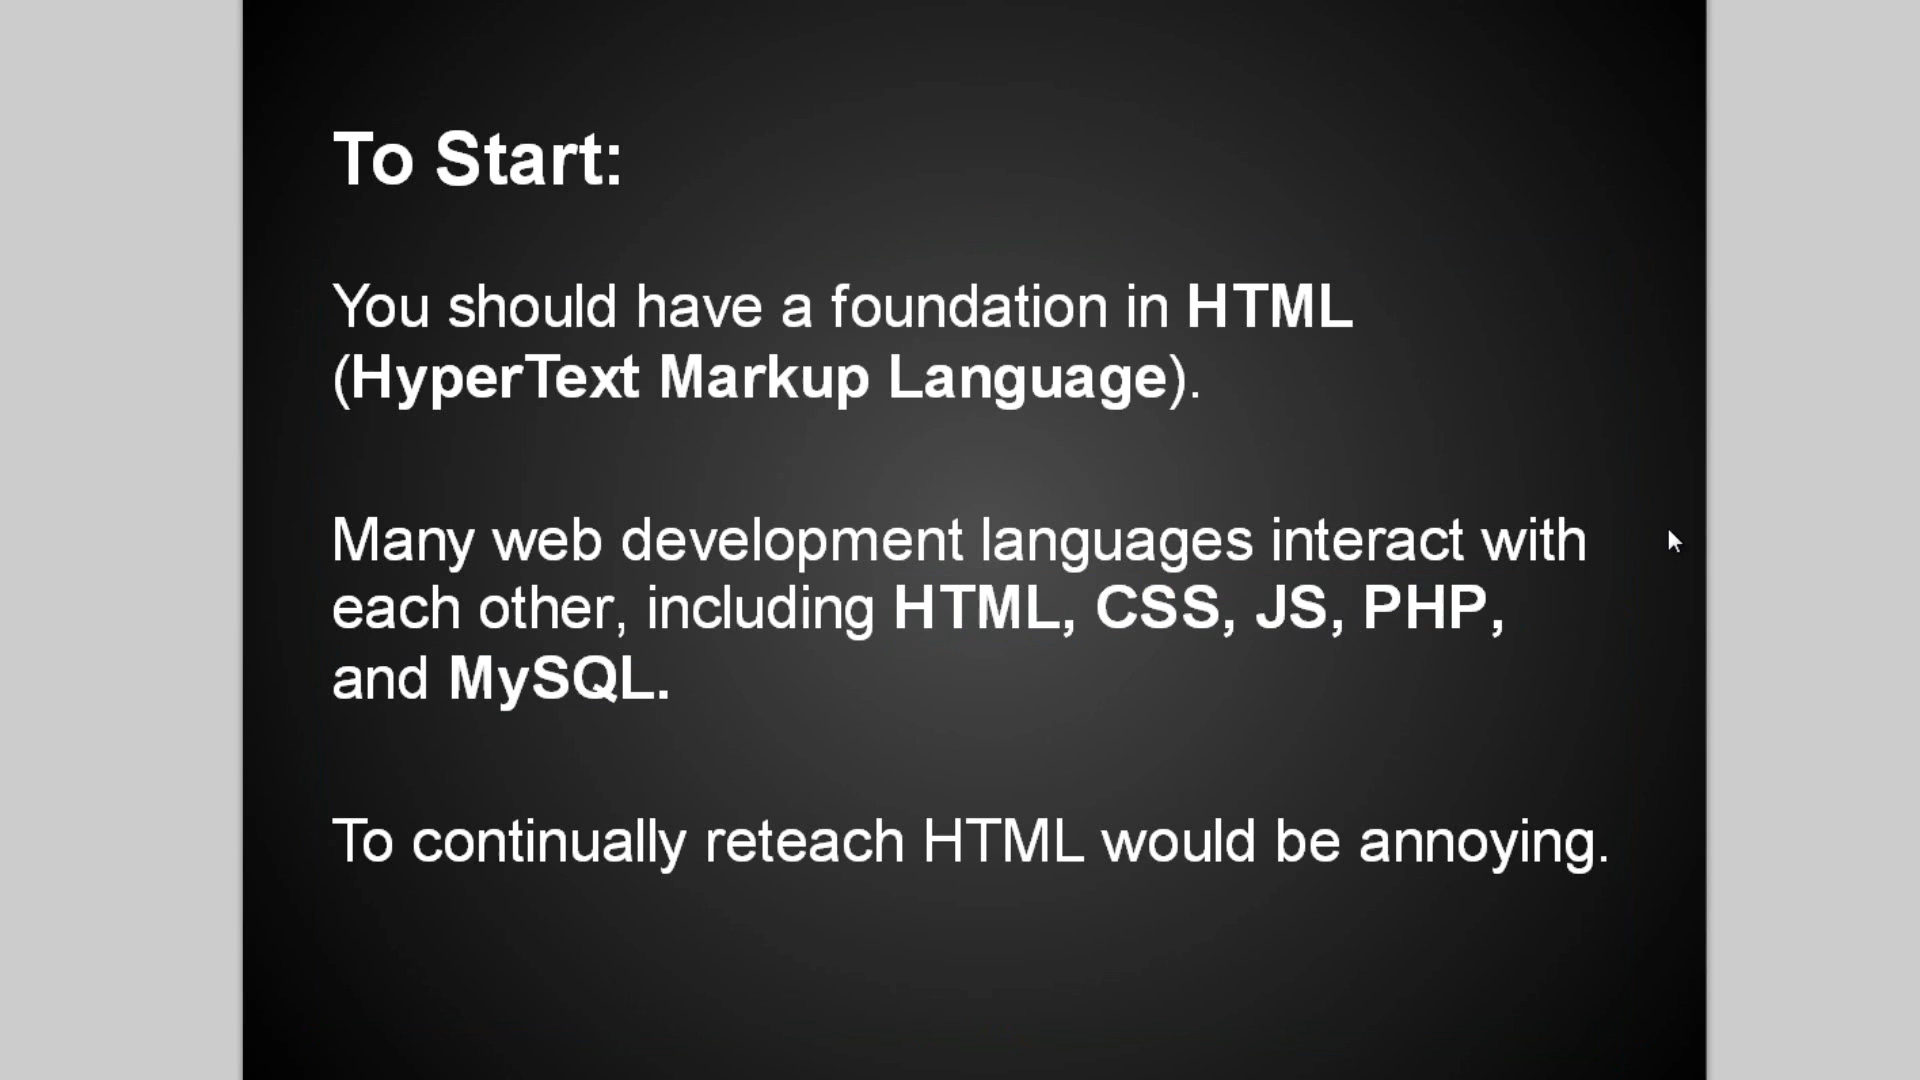 To Start:
You should have a foundation in HTML
(HyperText Markup Language).
Many web development languages interact with
each other, including HTML, CSS, JS, PHP,
and MySQL.
To continually reteach HTML would be annoying.